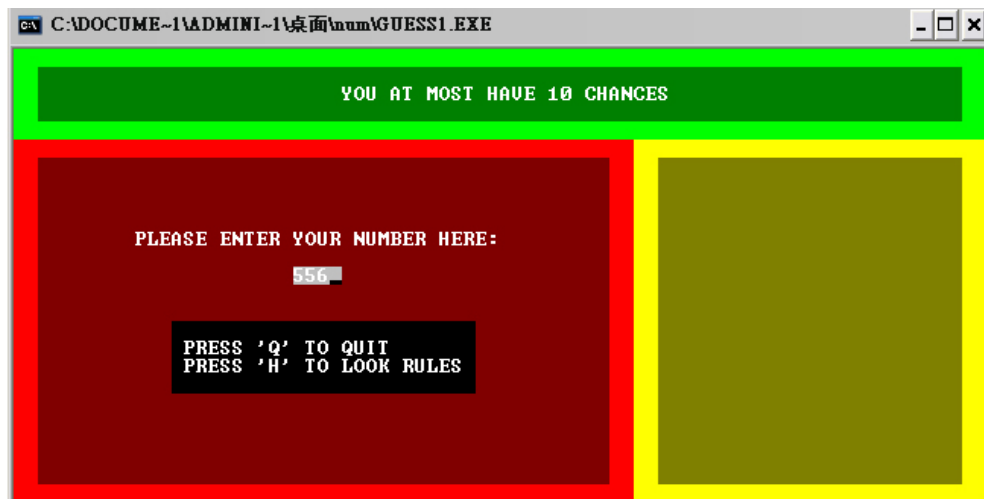 C:\DOCUME~1\ADMINI~1\桌面\num\GUESS1.EXE
YOU AT MOST HAVE 10 CHANCES
PLEASE ENTER YOUR NUMBER HERE:
556_
PRESS 'Q' TO QUIT
PRESS 'H' TO LOOK RULES